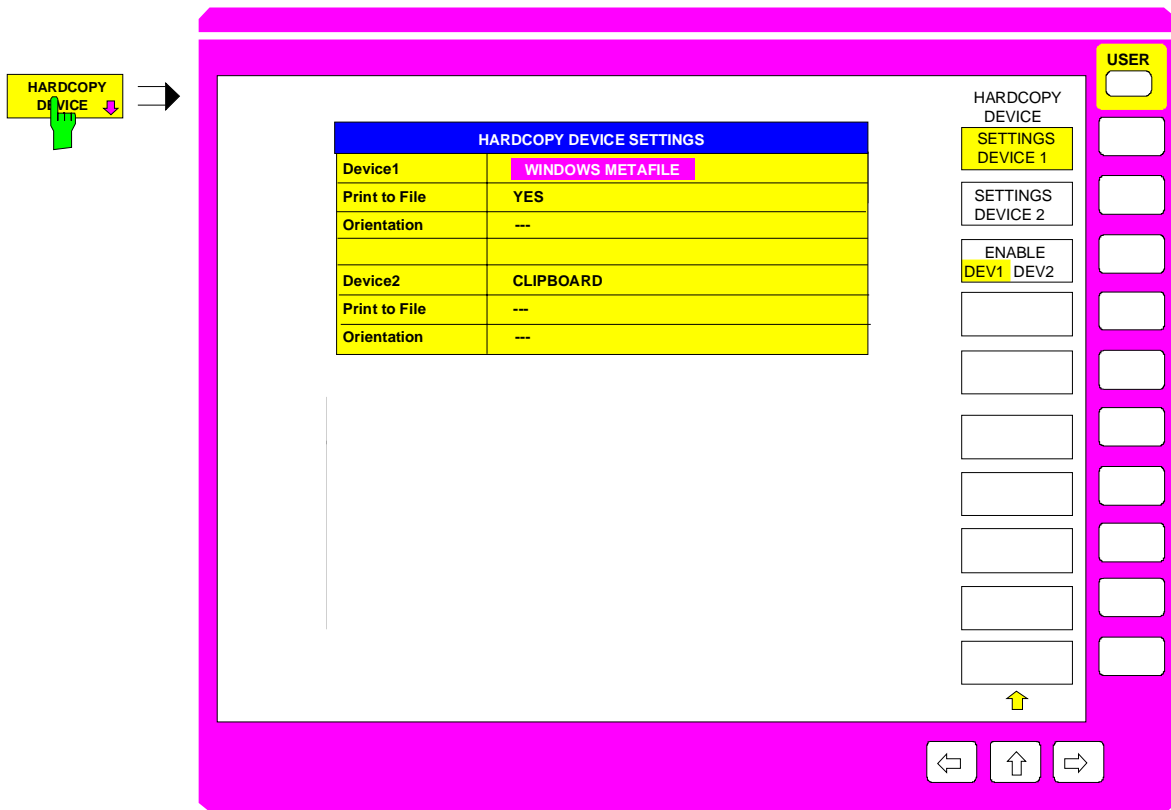 HARDCOPY
DEVICE
USER
HARDCOPY
DEVICE
SETTINGS
DEVICE 1
SETTINGS
DEVICE 2
ENABLE
DEV1 DEV2
HARDCOPY DEVICE SETTINGS
Device1 WINDOWS METAFILE
Print to File YES
Orientation ---
Device2 CLIPBOARD
Print to File ---
Orientation ---